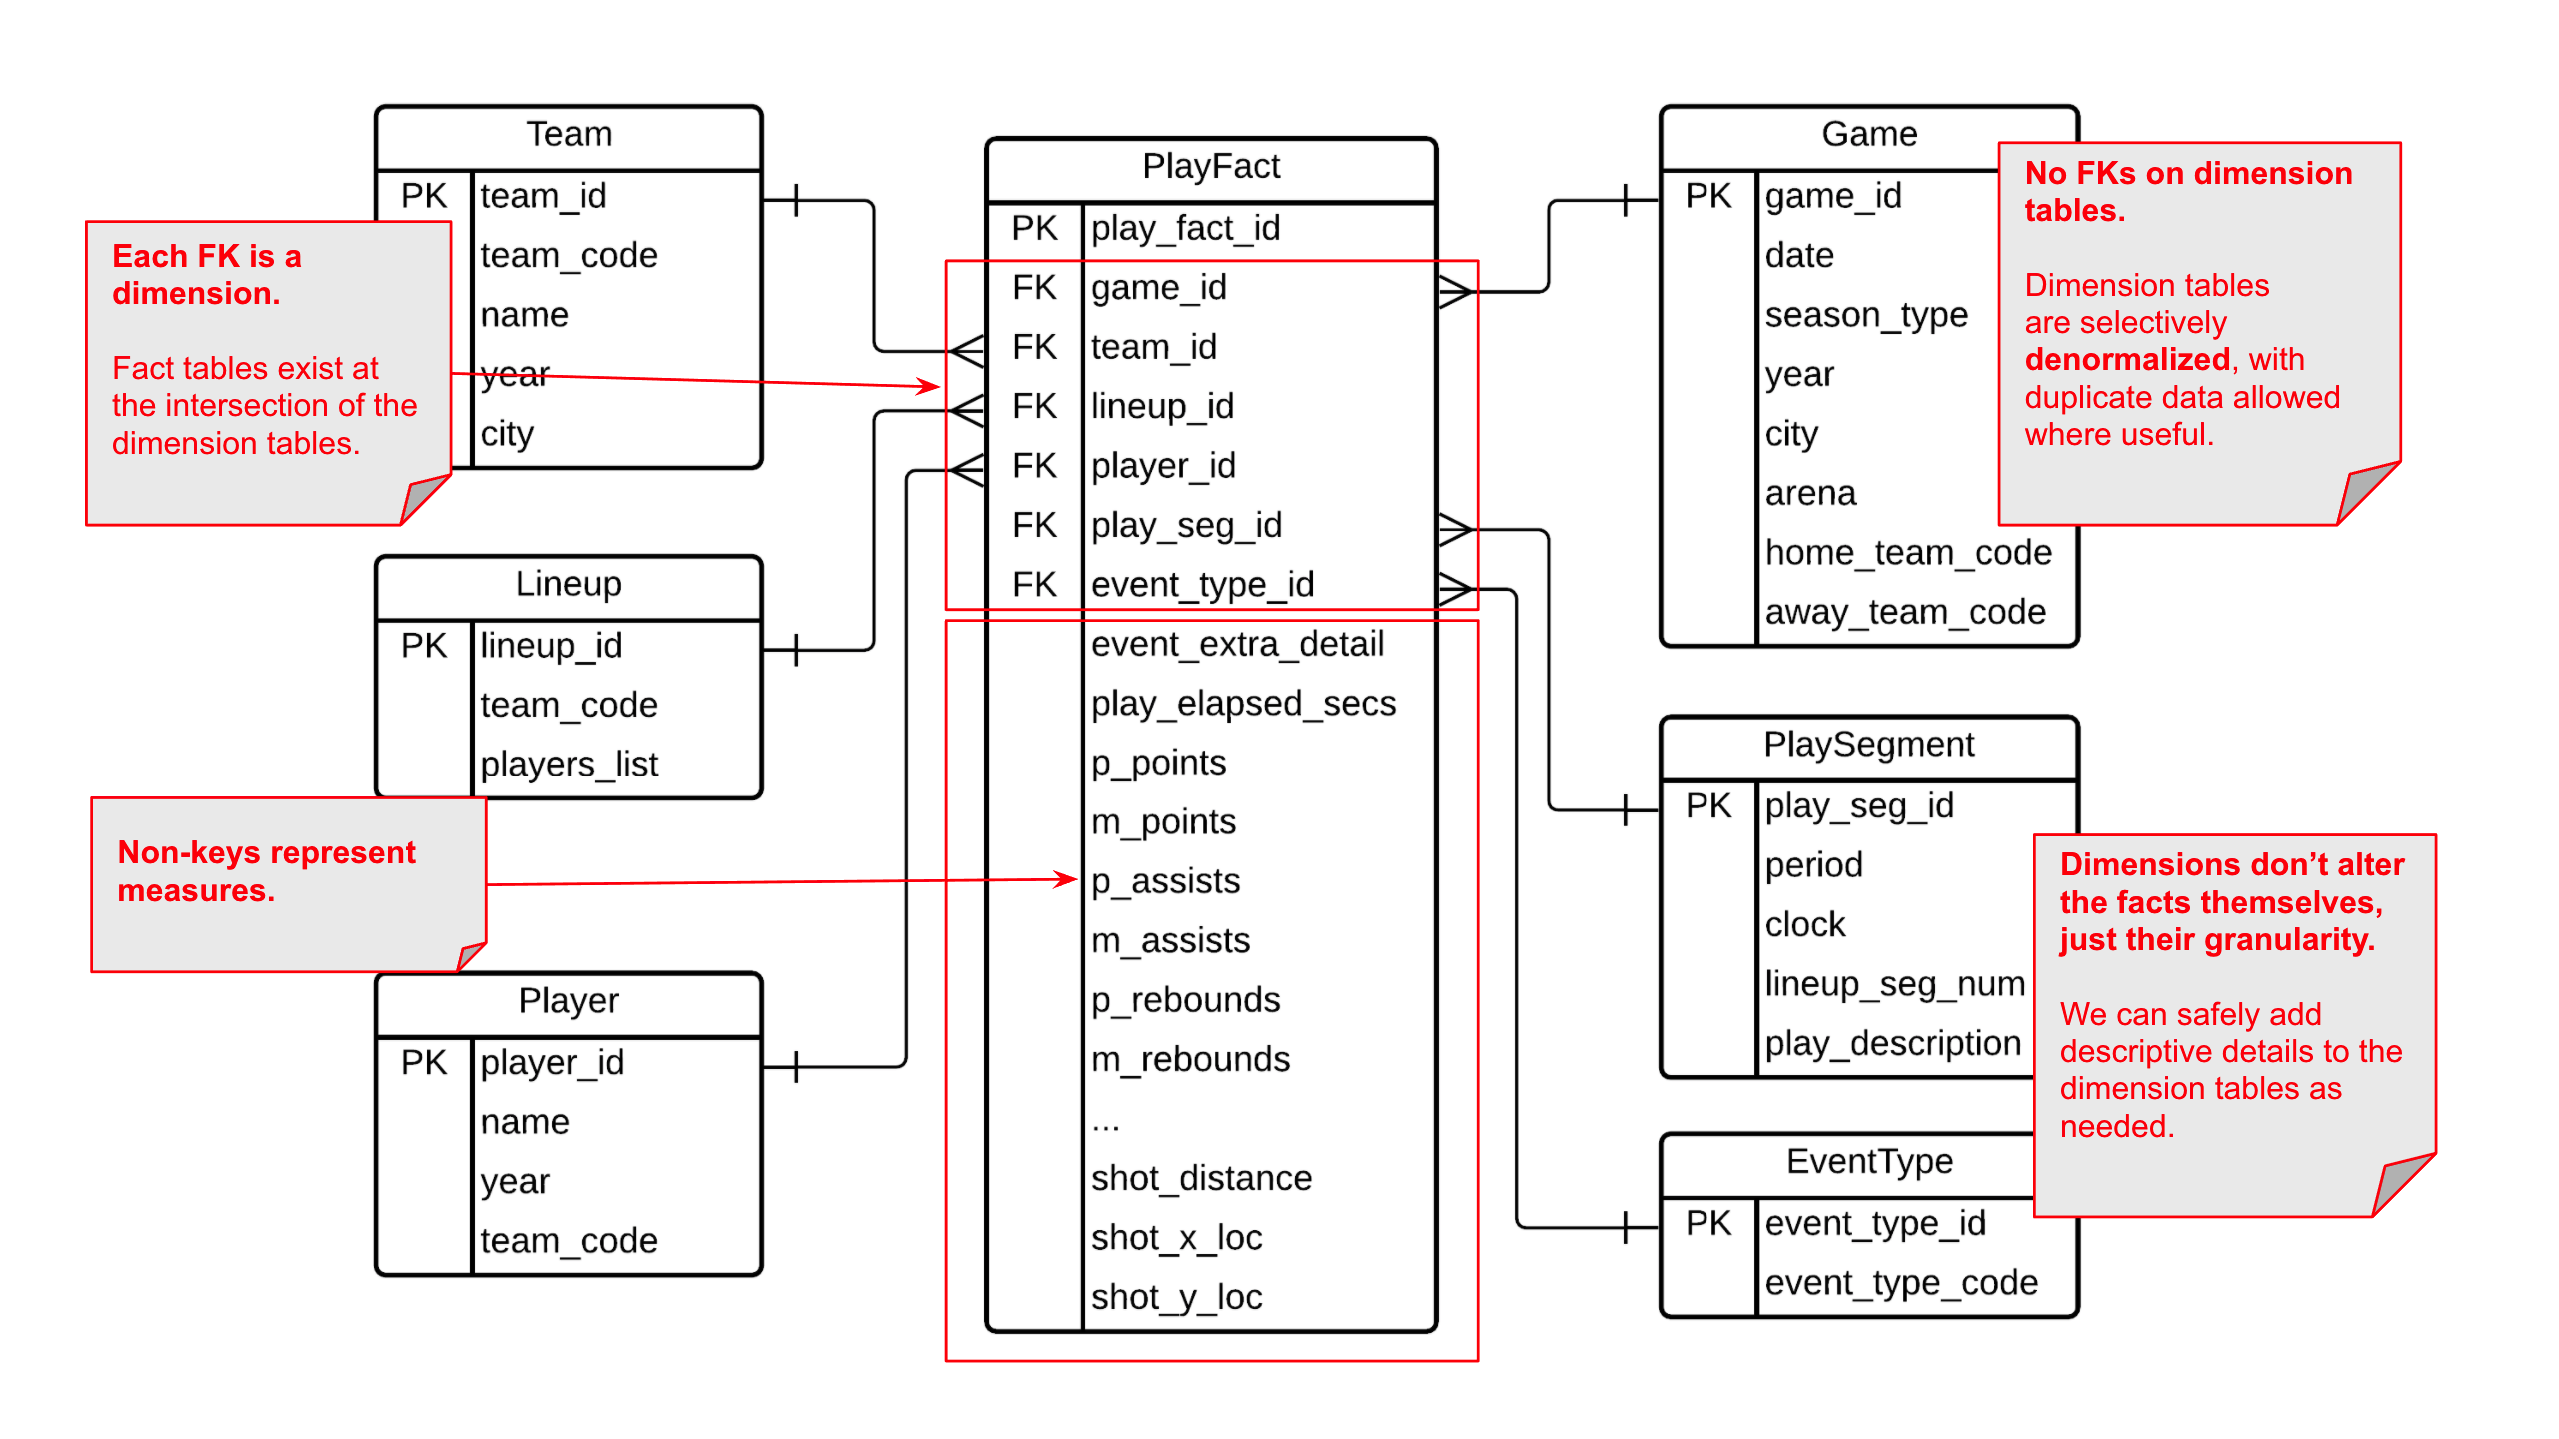 Team
PK team_id
team_code
name
year
city
Each FK is a
dimension.
Fact tables exist at
the intersection of the
dimension tables.
Lineup
PK lineup_id
team_code
players_list
Non-keys represent
measures.
Player
PK player_id
name
year
team_code
PlayFact
PK play_fact_id
FK game_id
FK team_id
FK lineup_id
FK player_id
FK play_seg_id
FK event_type_id
event_extra_detail
play_elapsed_secs
p_points
m_points
p_assists
m_assists
p_rebounds
m_rebounds
...
shot_distance
shot_x_loc
shot_y_loc
Game
PK game_id
date
season_type
year
city
arena
home_team_code
away_team_code
No FKs on dimension
tables.
Dimension tables
are selectively
denormalized, with
duplicate data allowed
where useful.
PlaySegment
PK play_seg_id
period
clock
lineup_seg_num
play_description
Dimensions don’t alter
the facts themselves,
just their granularity.
We can safely add
descriptive details to the
dimension tables as
needed.
EventType
PK event_type_id
event_type_code